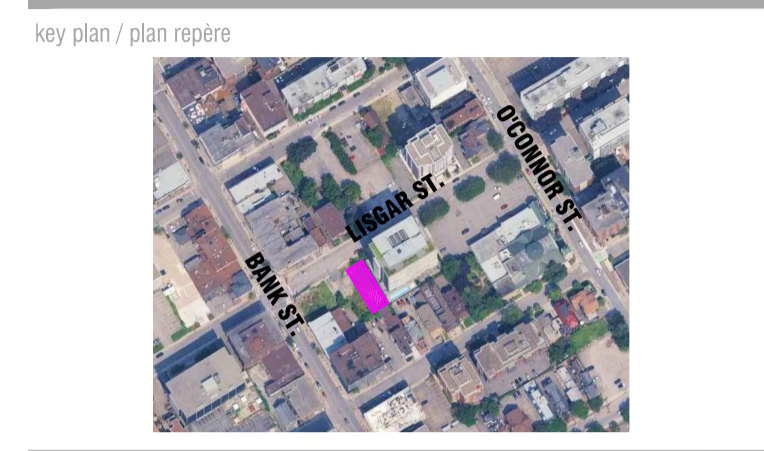 key plan / plan repère
O'CONNOR ST.
LISGAR ST.
BANK ST.